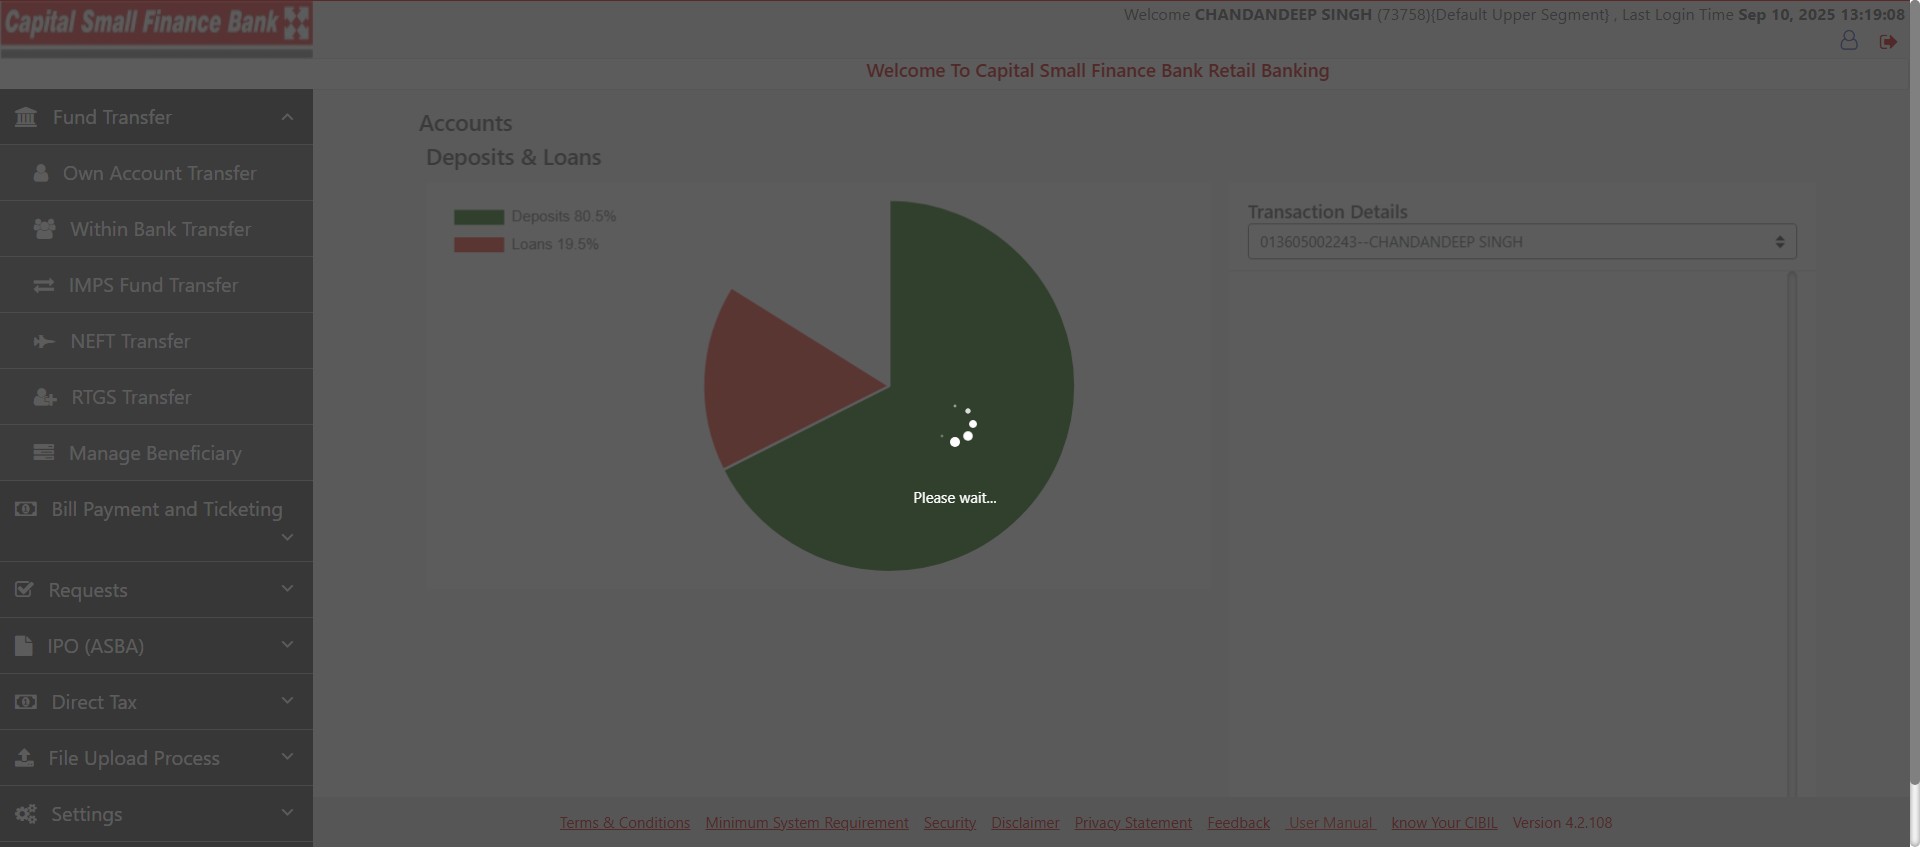 Capital Small Finance Bank
Welcome CHANDANDEEP SINGH (73758){Default Upper Segment} , Last Login Time Sep 10, 2025 13:19:08
Welcome To Capital Small Finance Bank Retail Banking
Fund Transfer
Own Account Transfer
Within Bank Transfer
IMPS Fund Transfer
NEFT Transfer
RTGS Transfer
Manage Beneficiary
Bill Payment and Ticketing
Requests
IPO (ASBA)
Direct Tax
File Upload Process
Settings
Accounts
Deposits & Loans
Deposits 80.5%
Loans 19.5%
Please wait...
Transaction Details
013605002243--CHANDANDEEP SINGH
Terms & Conditions Minimum System Requirement Security Disclaimer Privacy Statement Feedback User Manual know Your CIBIL Version 4.2.108